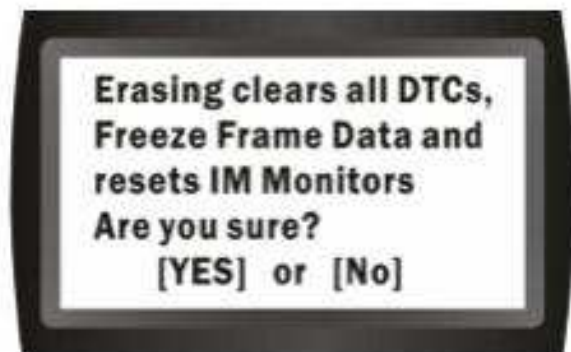 Erasing clears all DTCs,
Freeze Frame Data and
resets IM Monitors
Are you sure?
[YES] or [No]